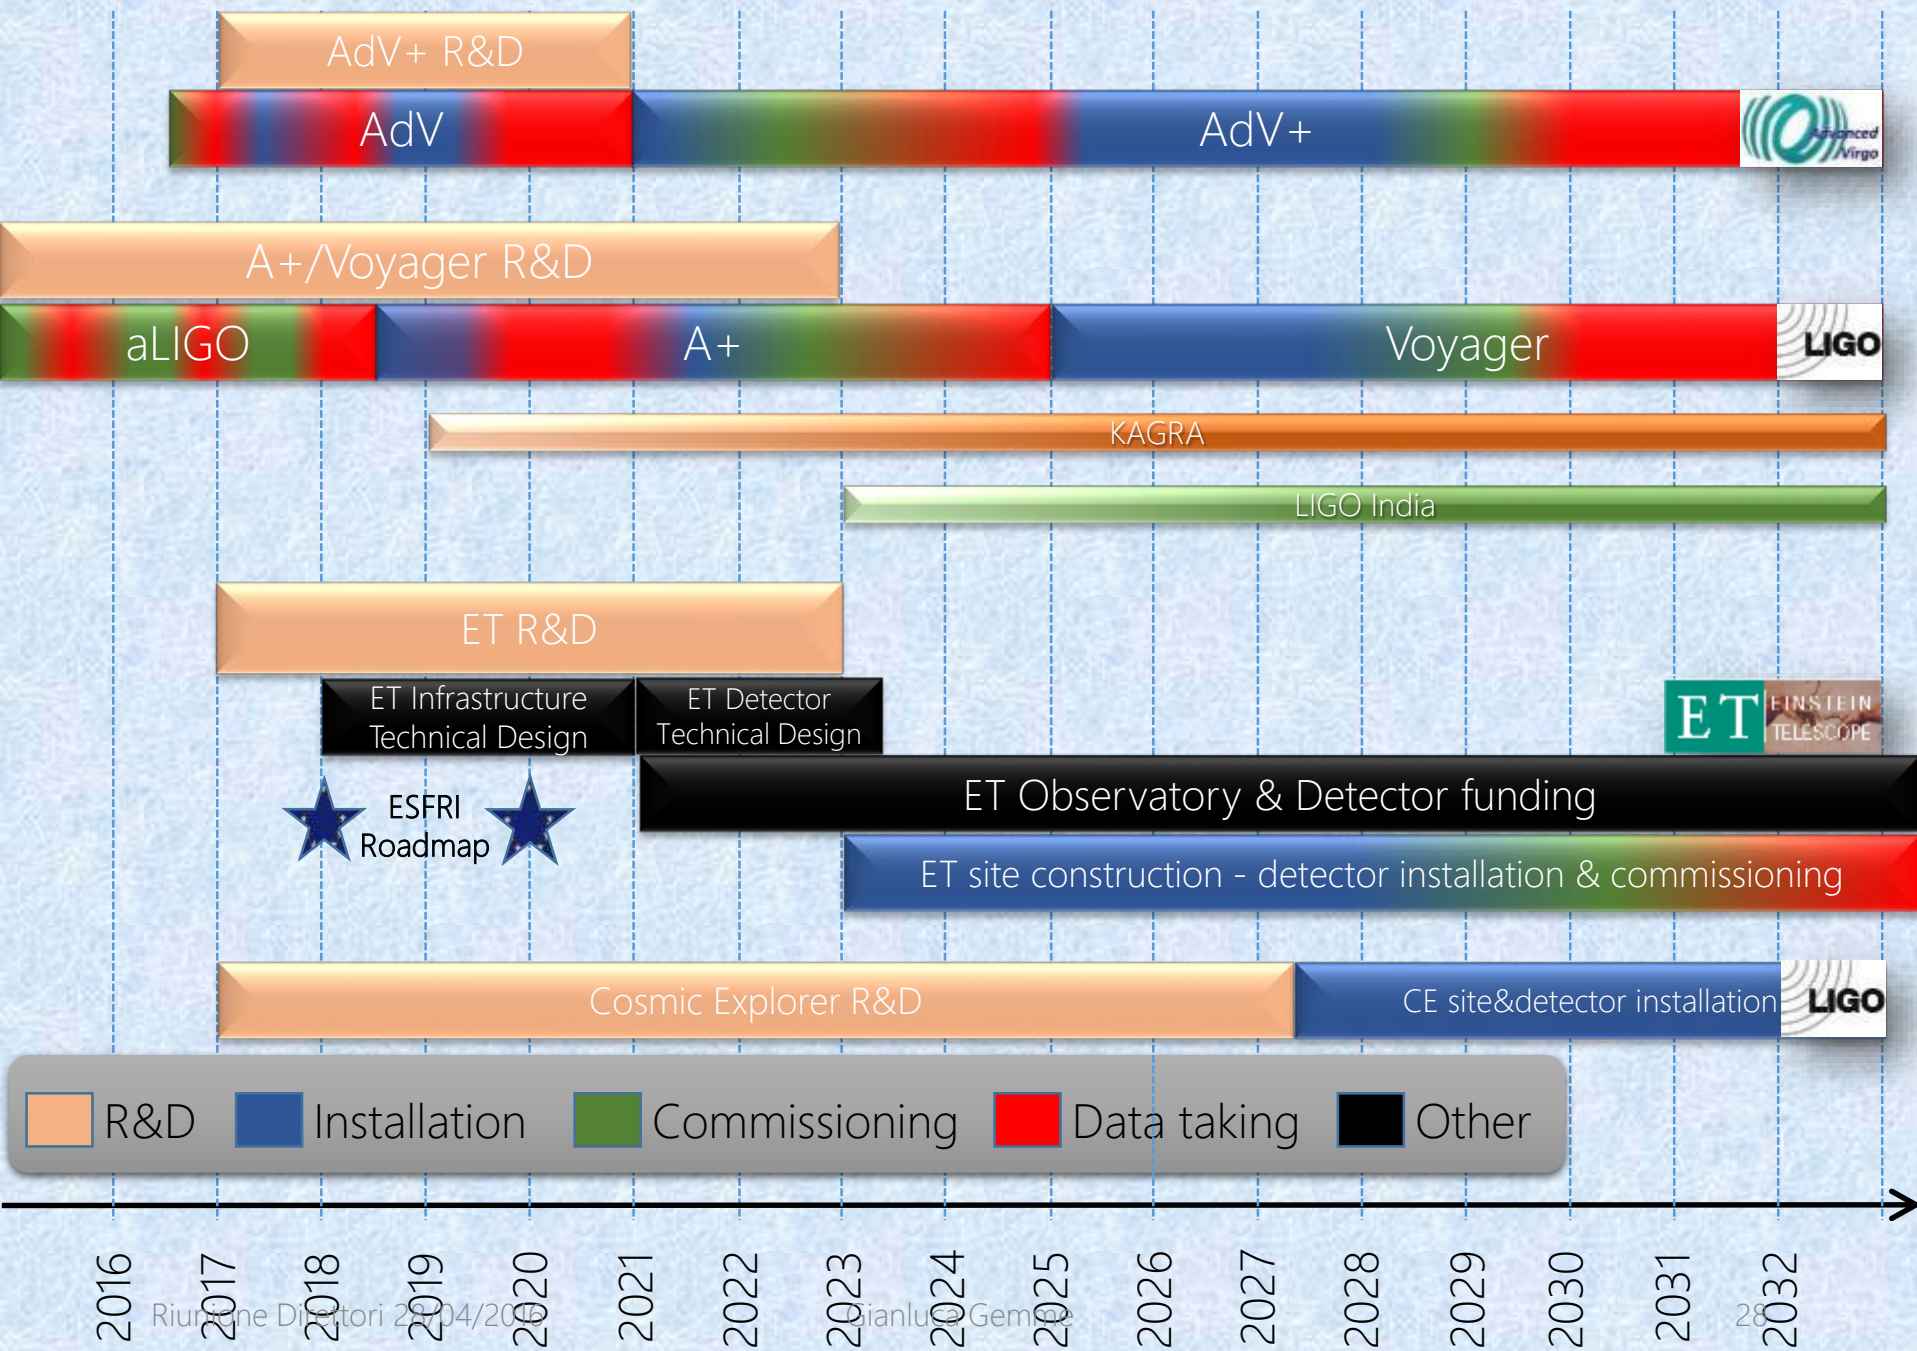 AdV+ R&D
AdV
AdV+
Advanced
Virgo
A+/Voyager R&D
aLIGO
A+
Voyager
LIGO
KAGRA
LIGO India
ET R&D
ET Infrastructure
Technical Design
ET Detector
Technical Design
ET
EINSTEIN
TELESCOPE
ET Observatory & Detector funding
ESFRI
Roadmap
ET site construction - detector installation & commissioning
Cosmic Explorer R&D
CE site&detector installation
LIGO
R&D
Installation
Commissioning
Data taking
Other
2016
2017
2018
2019
2020
2021
2022
2023
2024
2025
2026
2027
2028
2029
2030
2031
2032
Riunione Direttori 28/04/2016
Gianluca Gemme
28